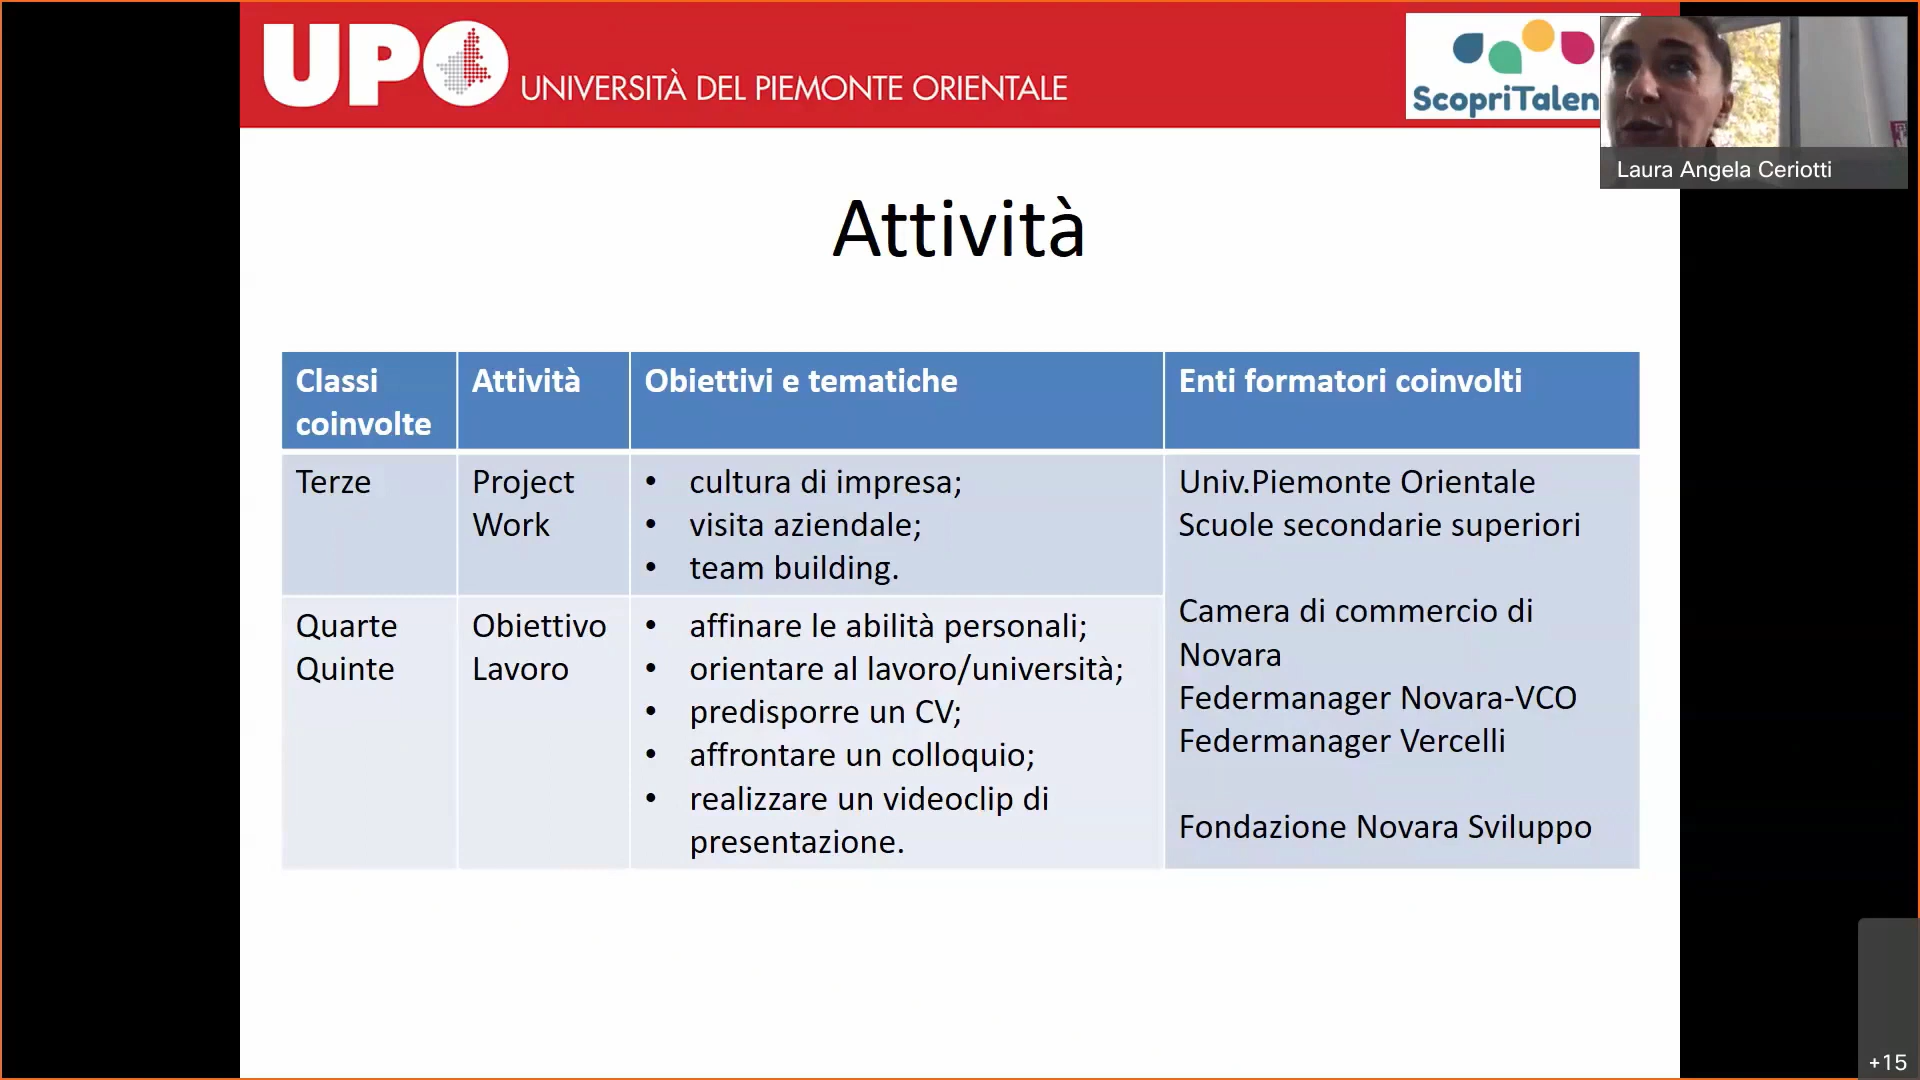 UPO
UNIVERSITÀ DEL PIEMONTE ORIENTALE
ScopriTalen
Laura Angela Ceriotti
Attività
Classi
coinvolte
Attività
Obiettivi e tematiche
Enti formatori coinvolti
Terze
Project
Work
• cultura di impresa;
• visita aziendale;
• team building.
Univ.Piemonte Orientale
Scuole secondarie superiori
Camera di commercio di
Novara
Federmanager Novara-VCO
Federmanager Vercelli
Fondazione Novara Sviluppo
Quarte
Quinte
Obiettivo
Lavoro
• affinare le abilità personali;
• orientare al lavoro/università;
• predisporre un CV;
• affrontare un colloquio;
• realizzare un videoclip di
presentazione.
+15